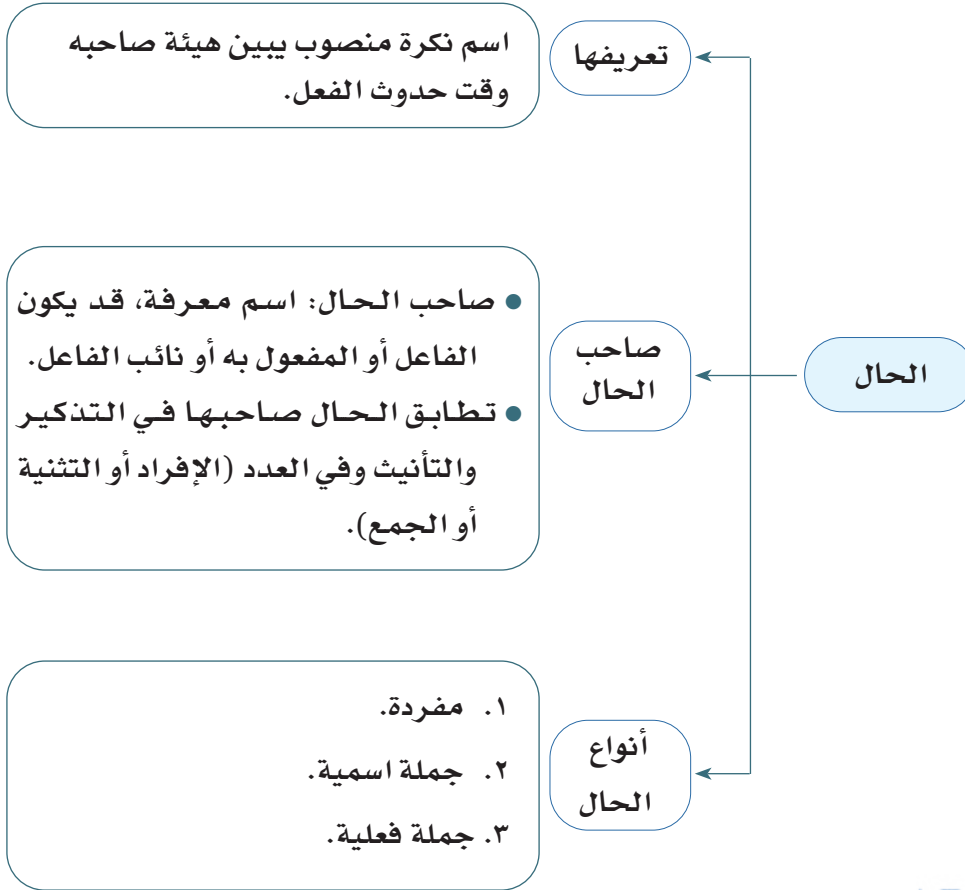 الحال
تعريفها
اسم نكرة منصوب يبين هيئة صاحبه
وقت حدوث الفعل.
صاحب
الحال
● صاحب الحال: اسم معرفة، قد يكون
الفاعل أو المفعول به أو نائب الفاعل.
● تطابق الحال صاحبها في التذكير
والتأنيث وفي العدد (الإفراد أو التثنية
أو الجمع).
أنواع
الحال
١. مفردة.
٢. جملة اسمية.
٣. جملة فعلية.